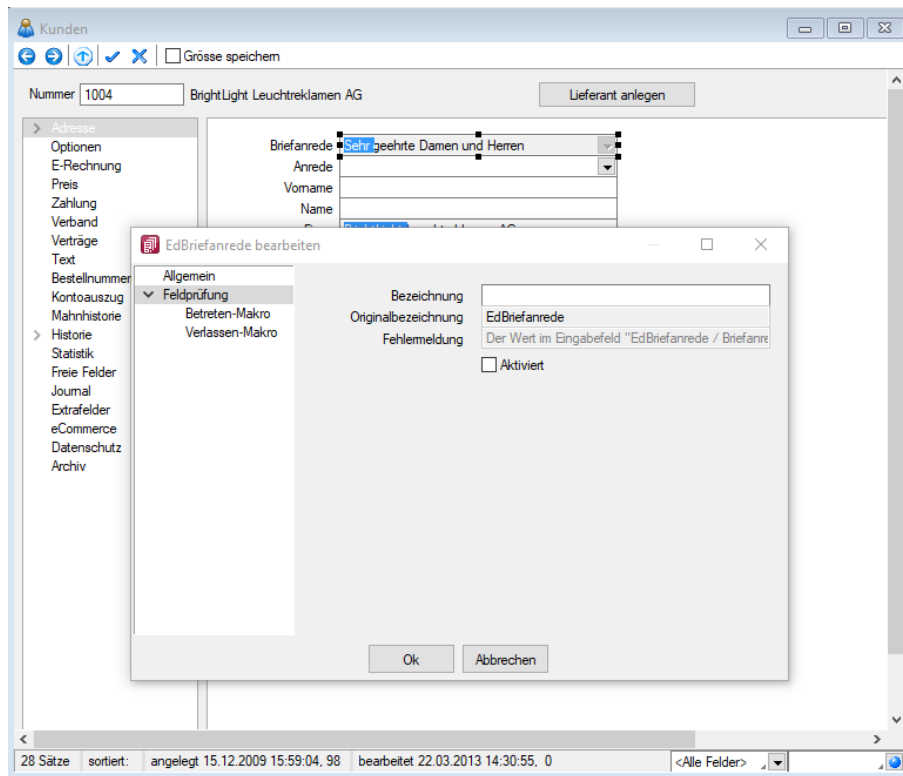 Kunden
Grösse speichern
Nummer 1004 BrightLight Leuchtreklamen AG Lieferant anlegen
Adresse
Optionen
E-Rechnung
Preis
Zahlung
Verband
Verträge
Text
Bestellnummer
Kontoauszug
Mahnhistorie
Historie
Statistik
Freie Felder
Journal
Extrafelder
eCommerce
Datenschutz
Archiv
Briefanrede Sehr geehrte Damen und Herren
Anrede
Vorname
Name
EdBriefanrede bearbeiten
Allgemein
Feldprüfung
Betreten-Makro
Verlassen-Makro
Bezeichnung
Originalbezeichnung EdBriefanrede
Fehlermeldung Der Wert im Eingabefeld "EdBriefanrede / Briefanre
Aktiviert
Ok Abbrechen
28 Sätze sortiert: angelegt 15.12.2009 15:59:04, 98 bearbeitet 22.03.2013 14:30:55, 0 <Alle Felder>